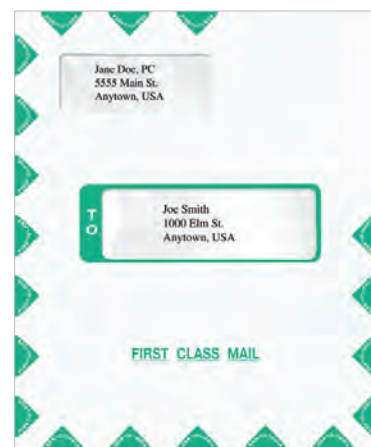 Jane Doe, PC
5555 Main St.
Anytown, USA
TO
Joe Smith
1000 Elm St.
Anytown, USA
FIRST CLASS MAIL